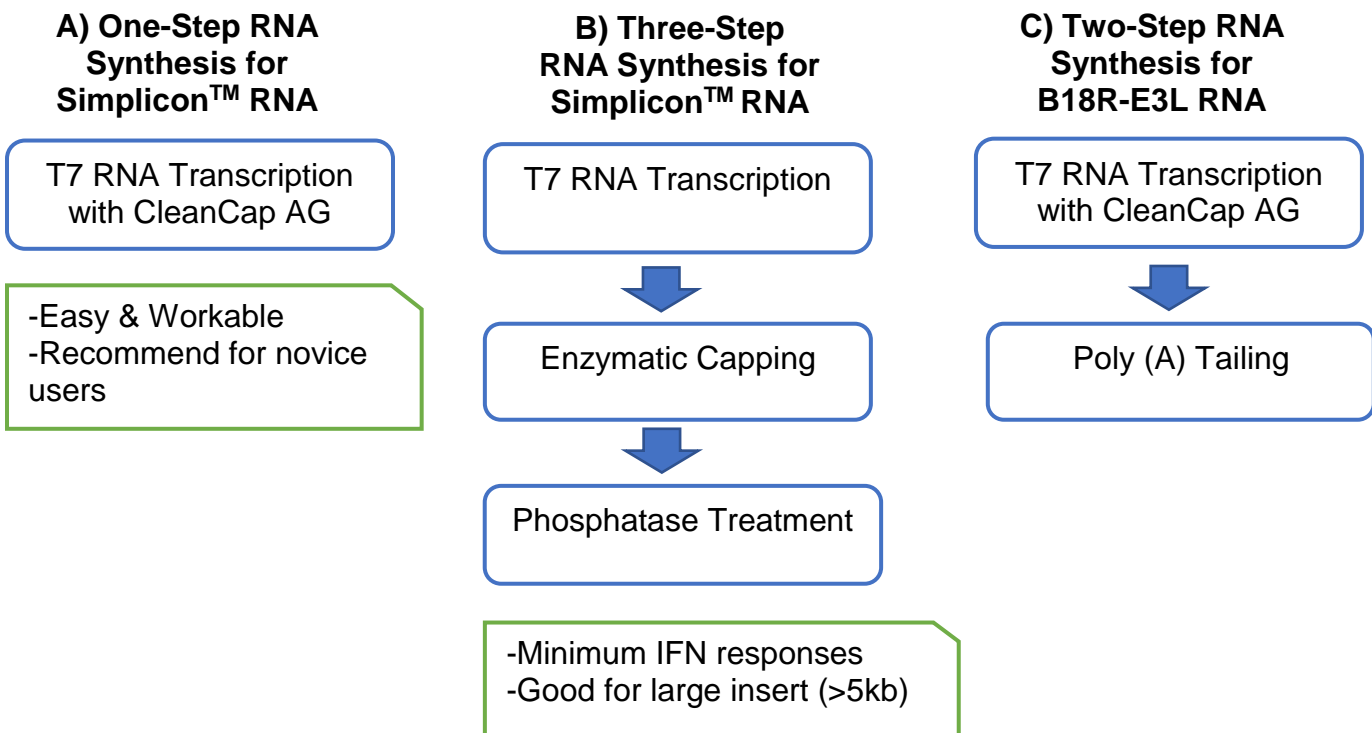 A) One-Step RNA
Synthesis for
Simplicon™ RNA
T7 RNA Transcription
with CleanCap AG
-Easy & Workable
-Recommend for novice
users
B) Three-Step
RNA Synthesis for
Simplicon™ RNA
T7 RNA Transcription
Enzymatic Capping
Phosphatase Treatment
-Minimum IFN responses
-Good for large insert (>5kb)
C) Two-Step RNA
Synthesis for
B18R-E3L RNA
T7 RNA Transcription
with CleanCap AG
Poly (A) Tailing